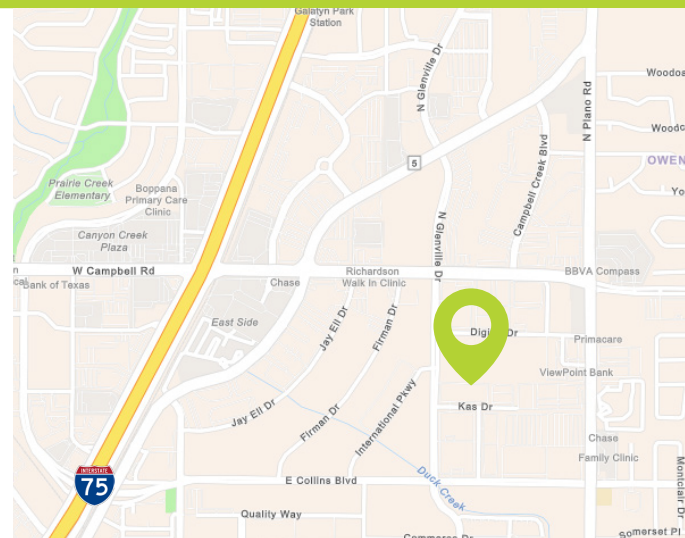 Galatyn Park
Station
N Glenville Dr
Woodc
N Plano Rd
5
OWEN
Campbell Creek Blvd
Yo
Prairie Creek
Elementary
Boppana
Primary Care
Clinic
Canyon Creek
Plaza
N Glenville Dr
W Campbell Rd
Bank of Texas
Chase
Richardson
Walk In Clinic
BBVA Compass
East Side
Jay Ell Dr
Firman Dr
Primacare
ViewPoint Bank
Jay Ell Dr
Firman Dr
International Pkwy
Kas Dr
Chase
Family Clinic
INTERSTATE
75
E Collins Blvd
Duck Creek
Montclair Dr
Quality Way
Somerset Pl